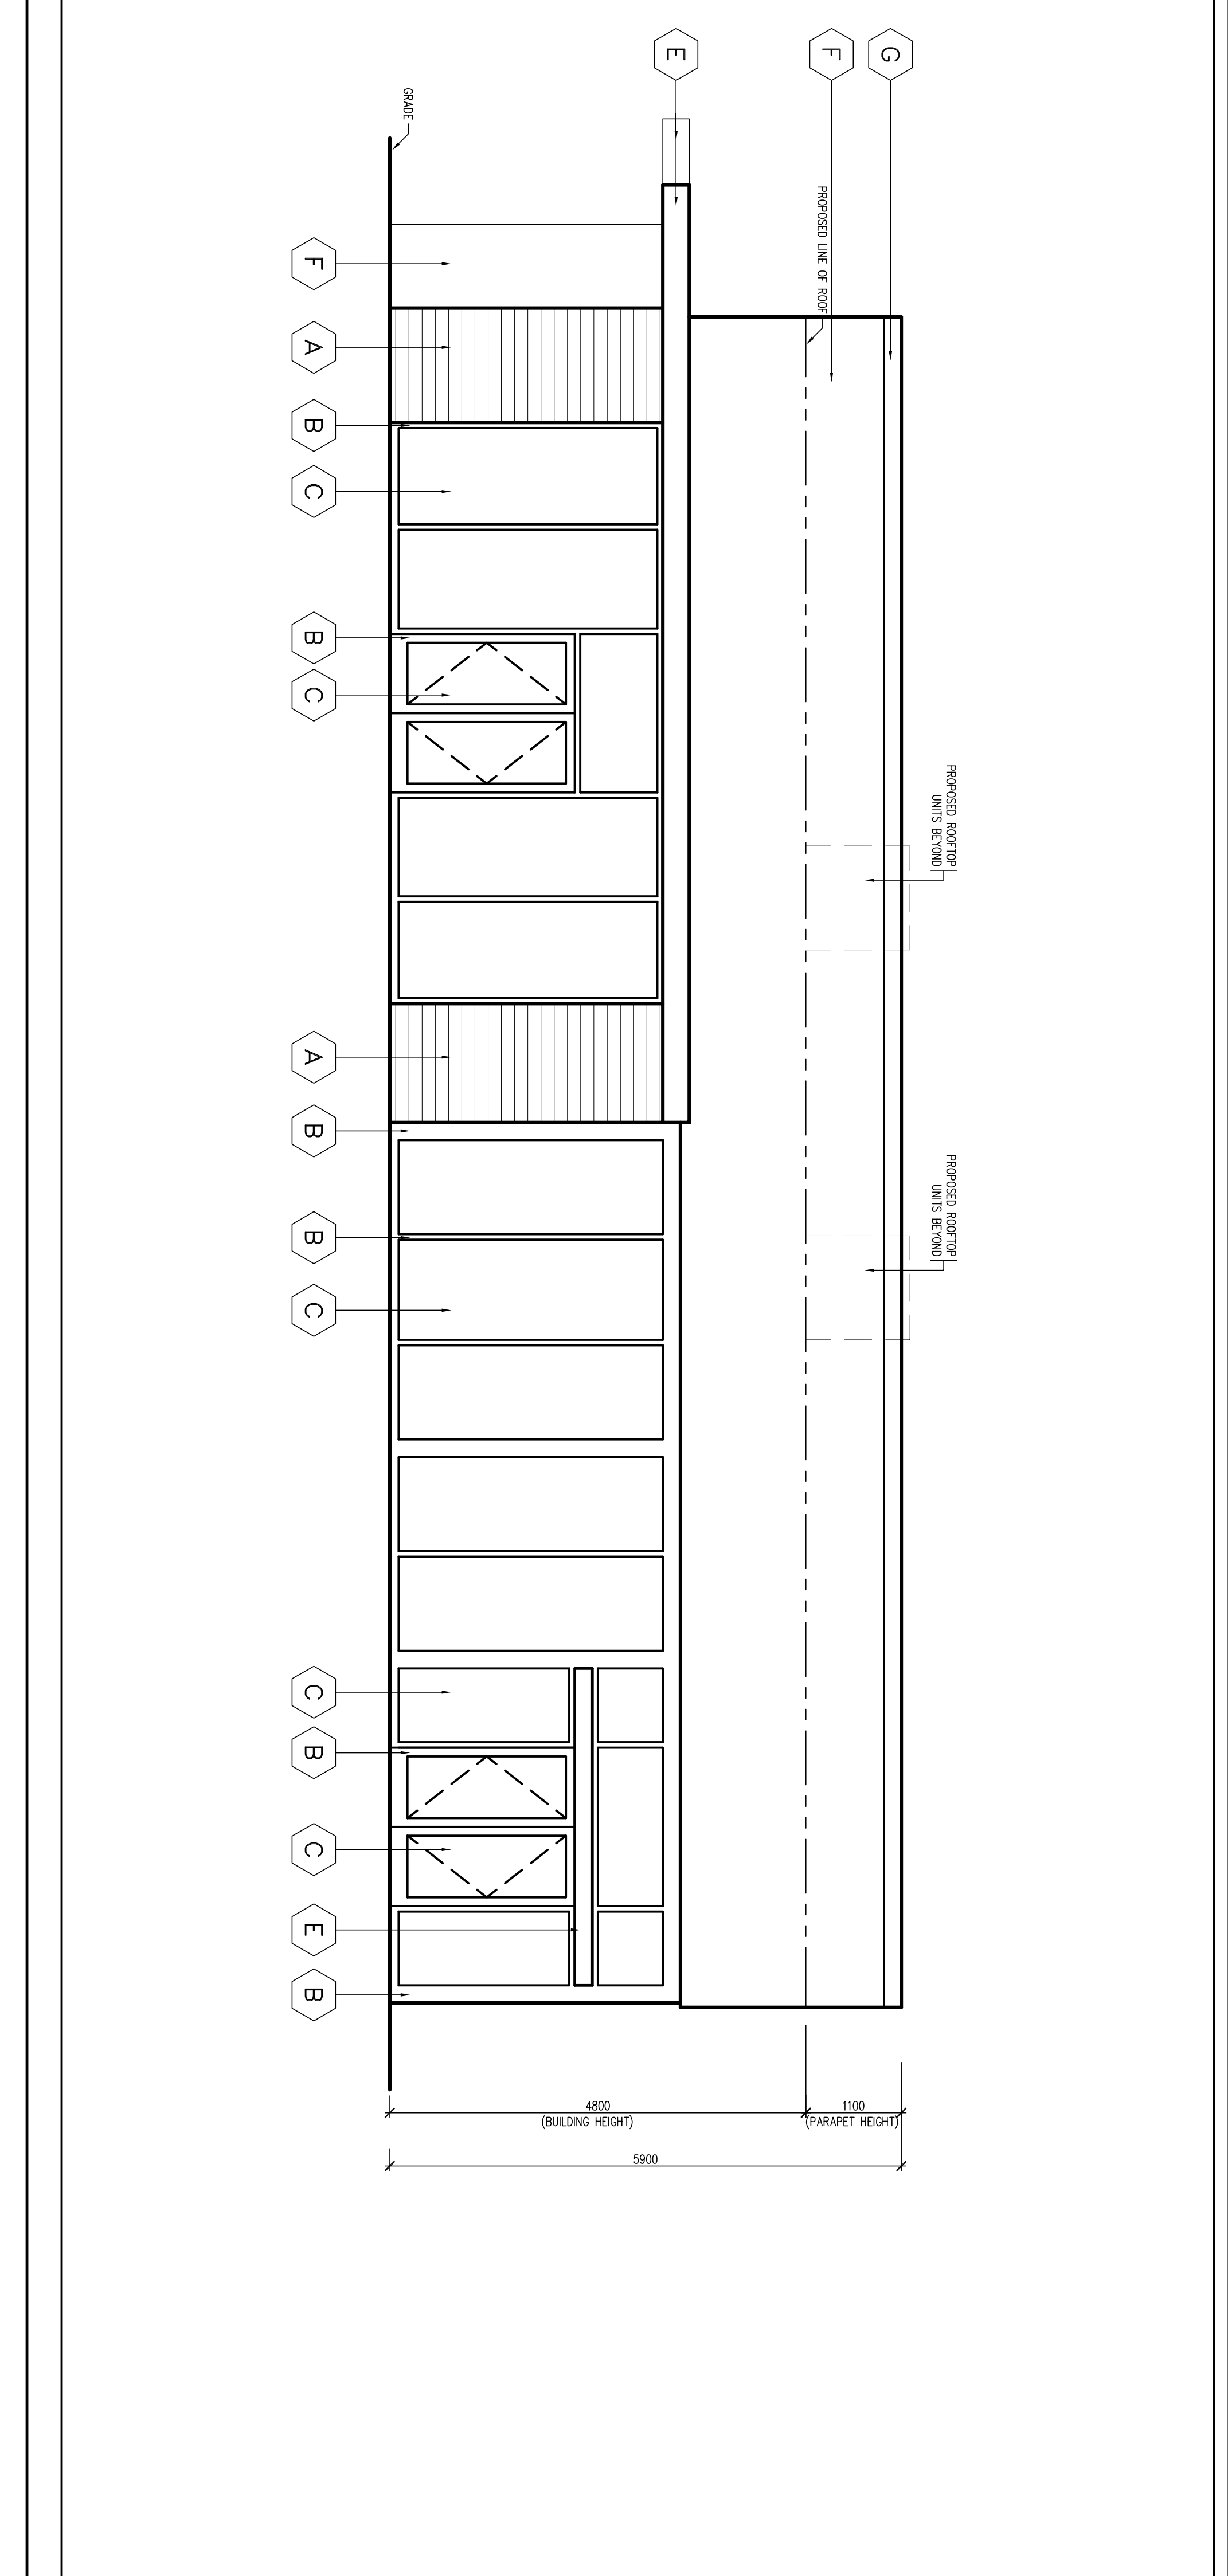 G
F
E
PROPOSED ROOFTOP
UNITS BEYOND
PROPOSED ROOFTOP
UNITS BEYOND
PROPOSED LINE OF ROOF
GRADE
1100
(PARAPET HEIGHT)
4800
(BUILDING HEIGHT)
5900
F
A
B
C
B
C
A
B
B
C
C
B
C
E
B